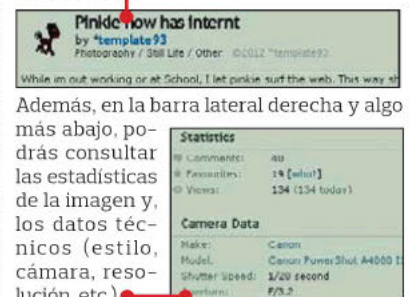 Pinkie now has internt
by *template93
Photography / Still Life / Other ©2012 *template93
While im out working or at School, I let pinkie surf the web. This way sh
Además, en la barra lateral derecha y algo
más abajo, po-
drás consultar
las estadísticas
de la imagen y,
los datos téc-
nicos (estilo,
cámara, reso-
lución, etc.)
Statistics
Comments: 40
Favourites: 19 [who?]
Views: 134 (134 today)
Camera Data
Make: Canon
Model: Canon PowerShot A4000 I
Shutter Speed: 1/20 second
Aperture: F/3.2